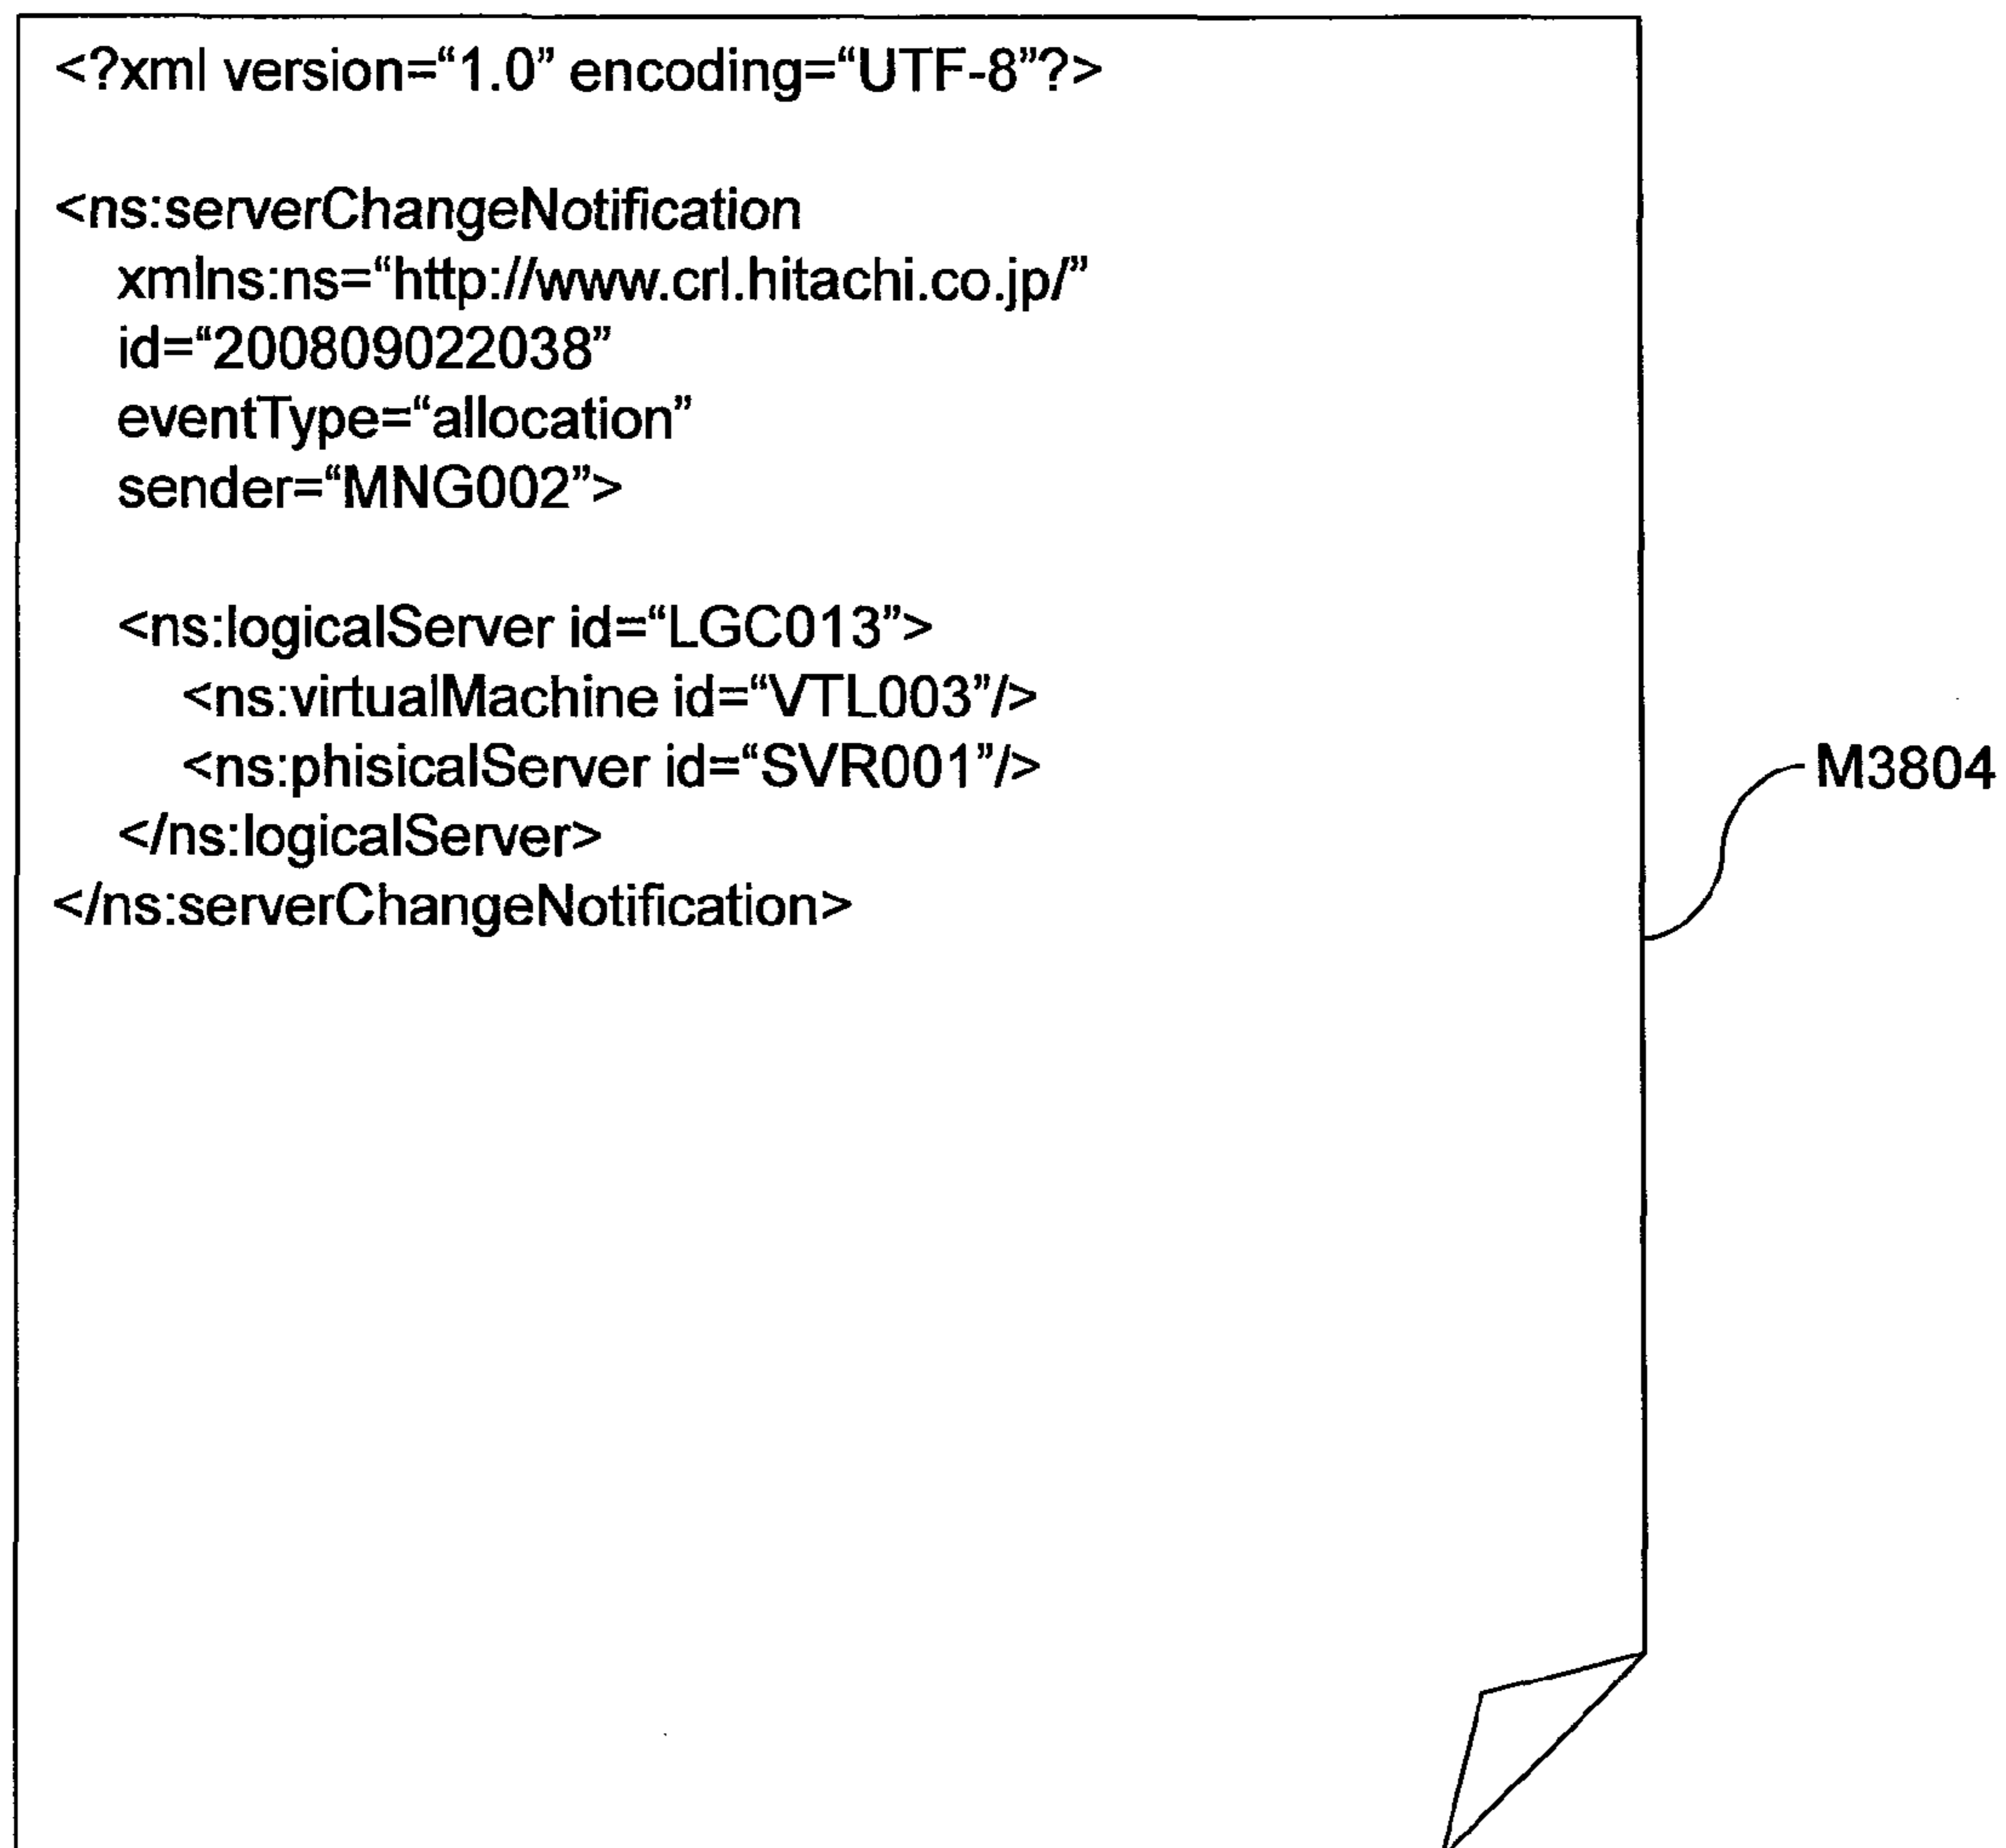 <?xml version=“1.0” encoding=“UTF-8”?>
<ns:serverChangeNotification
xmlns:ns=“http://www.crl.hitachi.co.jp/”
id=“200809022038”
eventType=“allocation”
sender=“MNG002”>
<ns:logicalServer id=“LGC013”>
<ns:virtualMachine id=“VTL003”/>
<ns:phisicalServer id=“SVR001”/>
</ns:logicalServer>
</ns:serverChangeNotification>
M3804